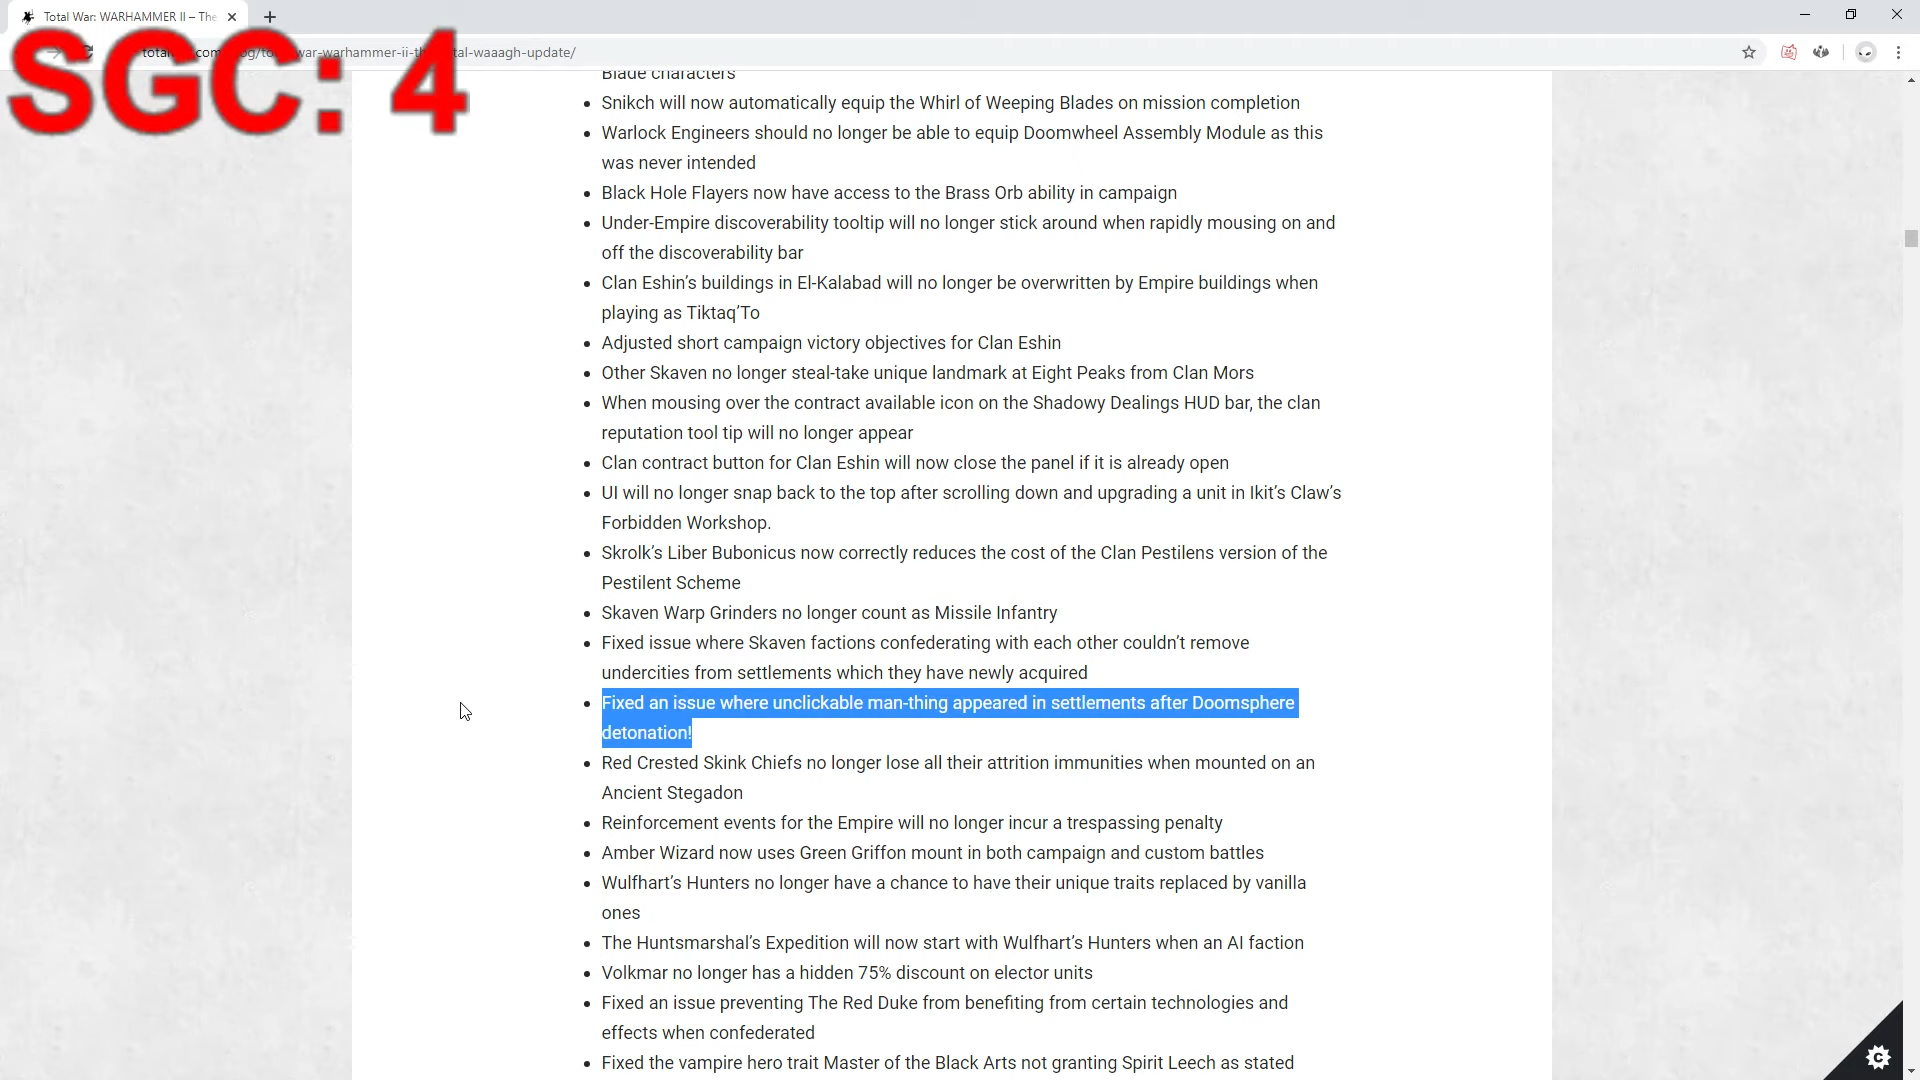 Total War: WARHAMMER II – The
SGC: 4
war-warhammer-ii-th
tal-waaagh-update/
Blade characters
Snikch will now automatically equip the Whirl of Weeping Blades on mission completion
Warlock Engineers should no longer be able to equip Doomwheel Assembly Module as this
was never intended
Black Hole Flayers now have access to the Brass Orb ability in campaign
Under-Empire discoverability tooltip will no longer stick around when rapidly mousing on and
off the discoverability bar
Clan Eshin’s buildings in El-Kalabad will no longer be overwritten by Empire buildings when
playing as Tiktaq’To
Adjusted short campaign victory objectives for Clan Eshin
Other Skaven no longer steal-take unique landmark at Eight Peaks from Clan Mors
When mousing over the contract available icon on the Shadowy Dealings HUD bar, the clan
reputation tool tip will no longer appear
Clan contract button for Clan Eshin will now close the panel if it is already open
UI will no longer snap back to the top after scrolling down and upgrading a unit in Ikit’s Claw’s
Forbidden Workshop.
Skrolk’s Liber Bubonicus now correctly reduces the cost of the Clan Pestilens version of the
Pestilent Scheme
Skaven Warp Grinders no longer count as Missile Infantry
Fixed issue where Skaven factions confederating with each other couldn’t remove
undercities from settlements which they have newly acquired
Fixed an issue where unclickable man-thing appeared in settlements after Doomsphere
detonation!
Red Crested Skink Chiefs no longer lose all their attrition immunities when mounted on an
Ancient Stegadon
Reinforcement events for the Empire will no longer incur a trespassing penalty
Amber Wizard now uses Green Griffon mount in both campaign and custom battles
Wulfhart’s Hunters no longer have a chance to have their unique traits replaced by vanilla
ones
The Huntsmarshal’s Expedition will now start with Wulfhart’s Hunters when an AI faction
Volkmar no longer has a hidden 75% discount on elector units
Fixed an issue preventing The Red Duke from benefiting from certain technologies and
effects when confederated
Fixed the vampire hero trait Master of the Black Arts not granting Spirit Leech as stated